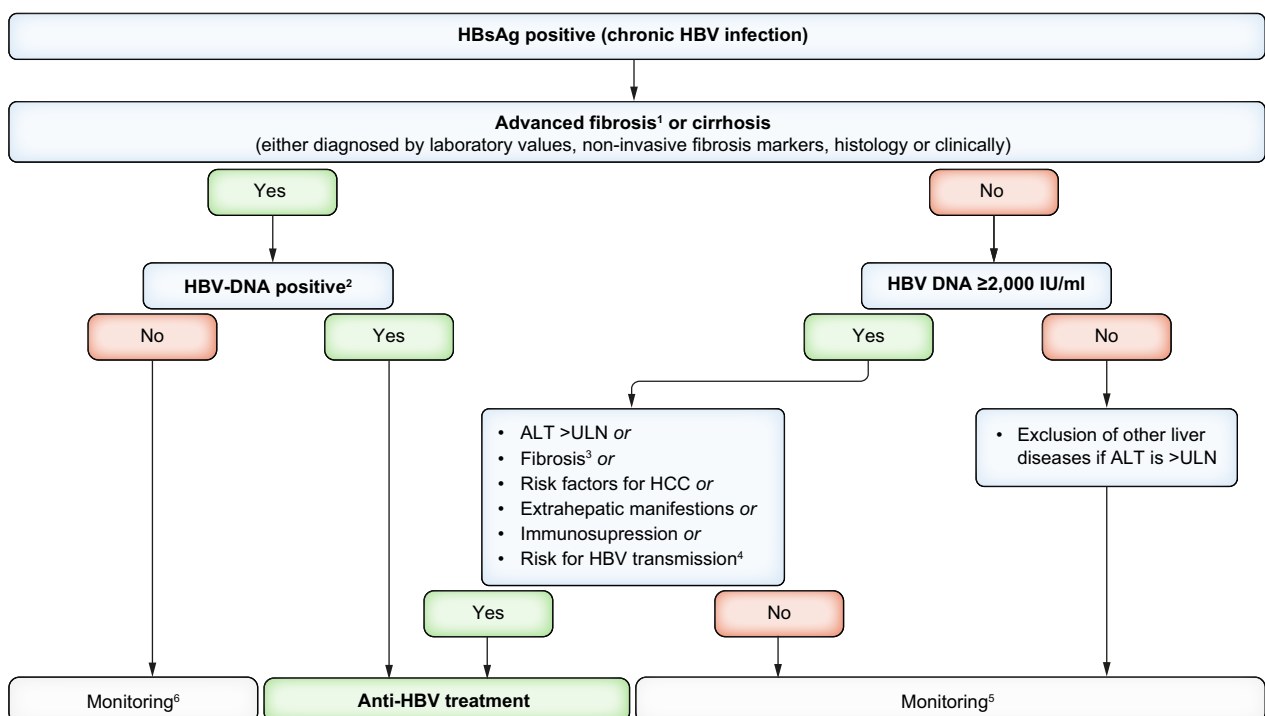 HBsAg positive (chronic HBV infection)
Advanced fibrosis¹ or cirrhosis
(either diagnosed by laboratory values, non-invasive fibrosis markers, histology or clinically)
Yes
No
HBV-DNA positive²
HBV DNA ≥2,000 IU/ml
No
Yes
Yes
No
• ALT >ULN or
• Fibrosis³ or
• Risk factors for HCC or
• Extrahepatic manifestions or
• Immunosupression or
• Risk for HBV transmission⁴
• Exclusion of other liver
diseases if ALT is >ULN
Yes
No
Monitoring⁶
Anti-HBV treatment
Monitoring⁵